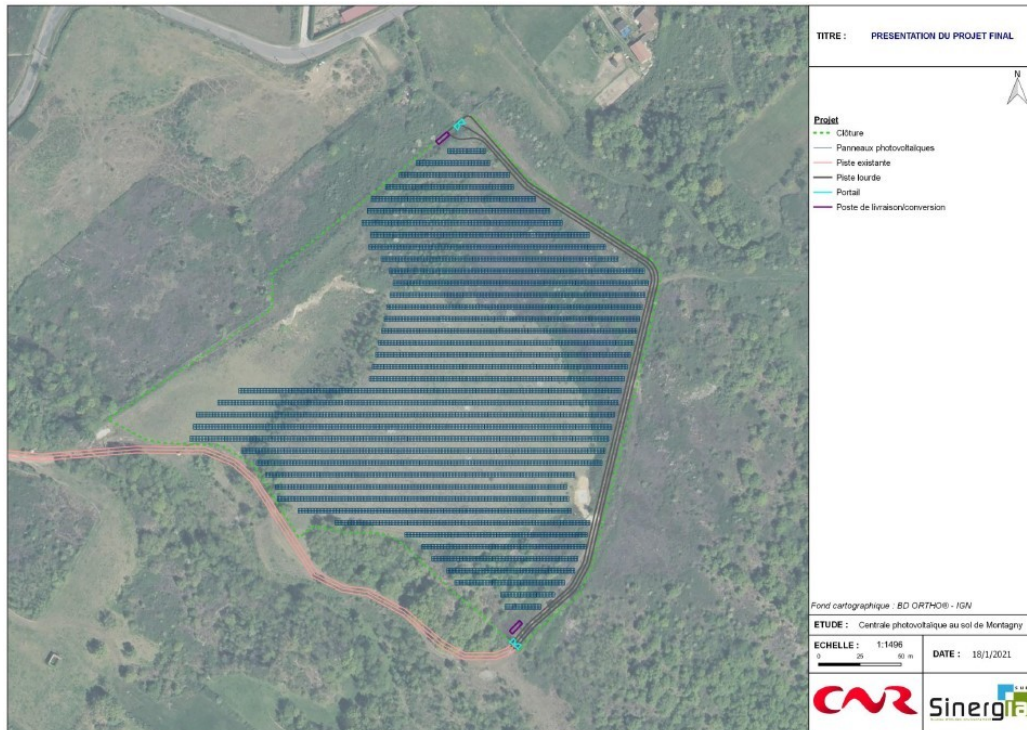 TITRE : PRESENTATION DU PROJET FINAL
N
Projet
Clôture
Panneaux photovoltaïques
Piste existante
Piste lourde
Portail
Poste de livraison/conversion
Fond cartographique : BD ORTHO® - IGN
ETUDE : Centrale photovoltaïque au sol de Montagny
ECHELLE : 1:1496
0 25 50 m
DATE : 18/1/2021
CNR
Sinergia
SUD